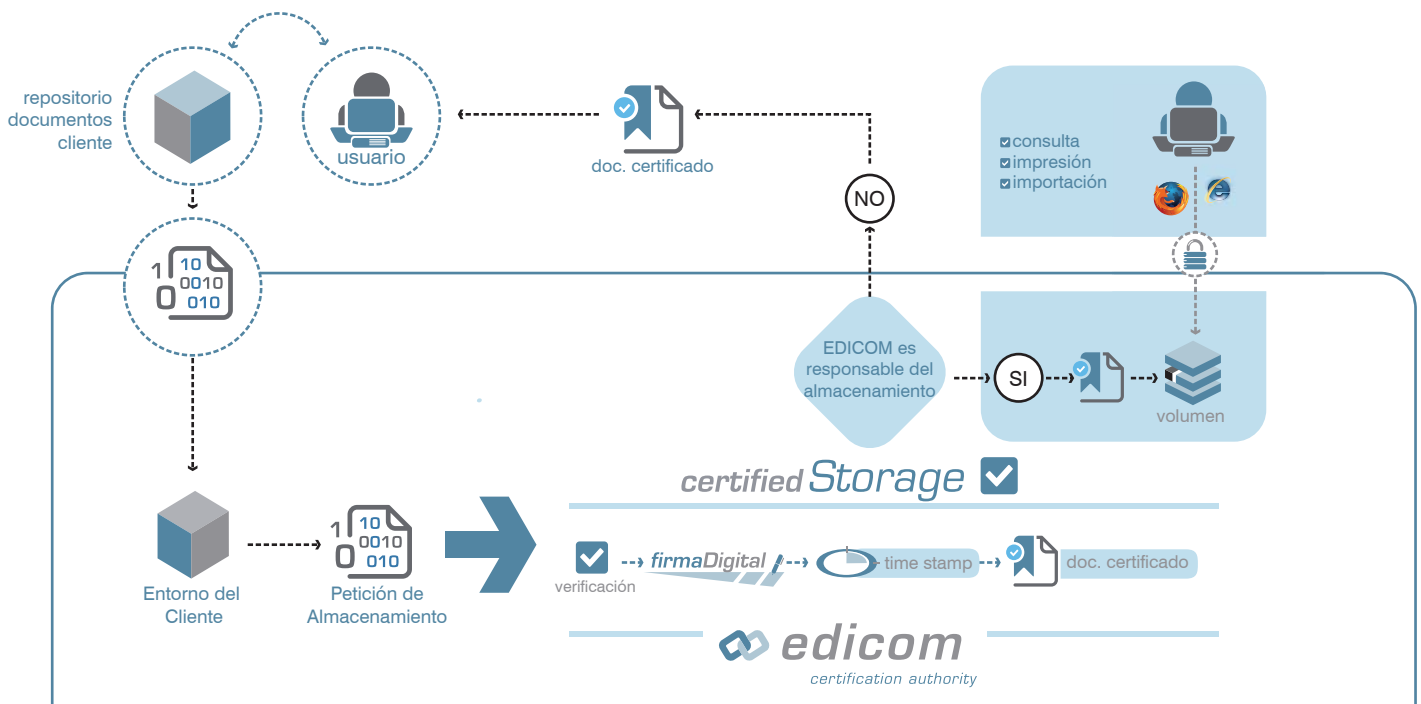 repositorio
documentos
cliente
usuario
doc. certificado
NO
consulta
impresión
importación
1
0
10
0010
010
EDICOM es
responsable del
almacenamiento
SI
volumen
certifiedStorage
Entorno del
Cliente
1
0
10
0010
010
Petición de
Almacenamiento
verificación
firmaDigital
time stamp
doc. certificado
edicom
certification authority